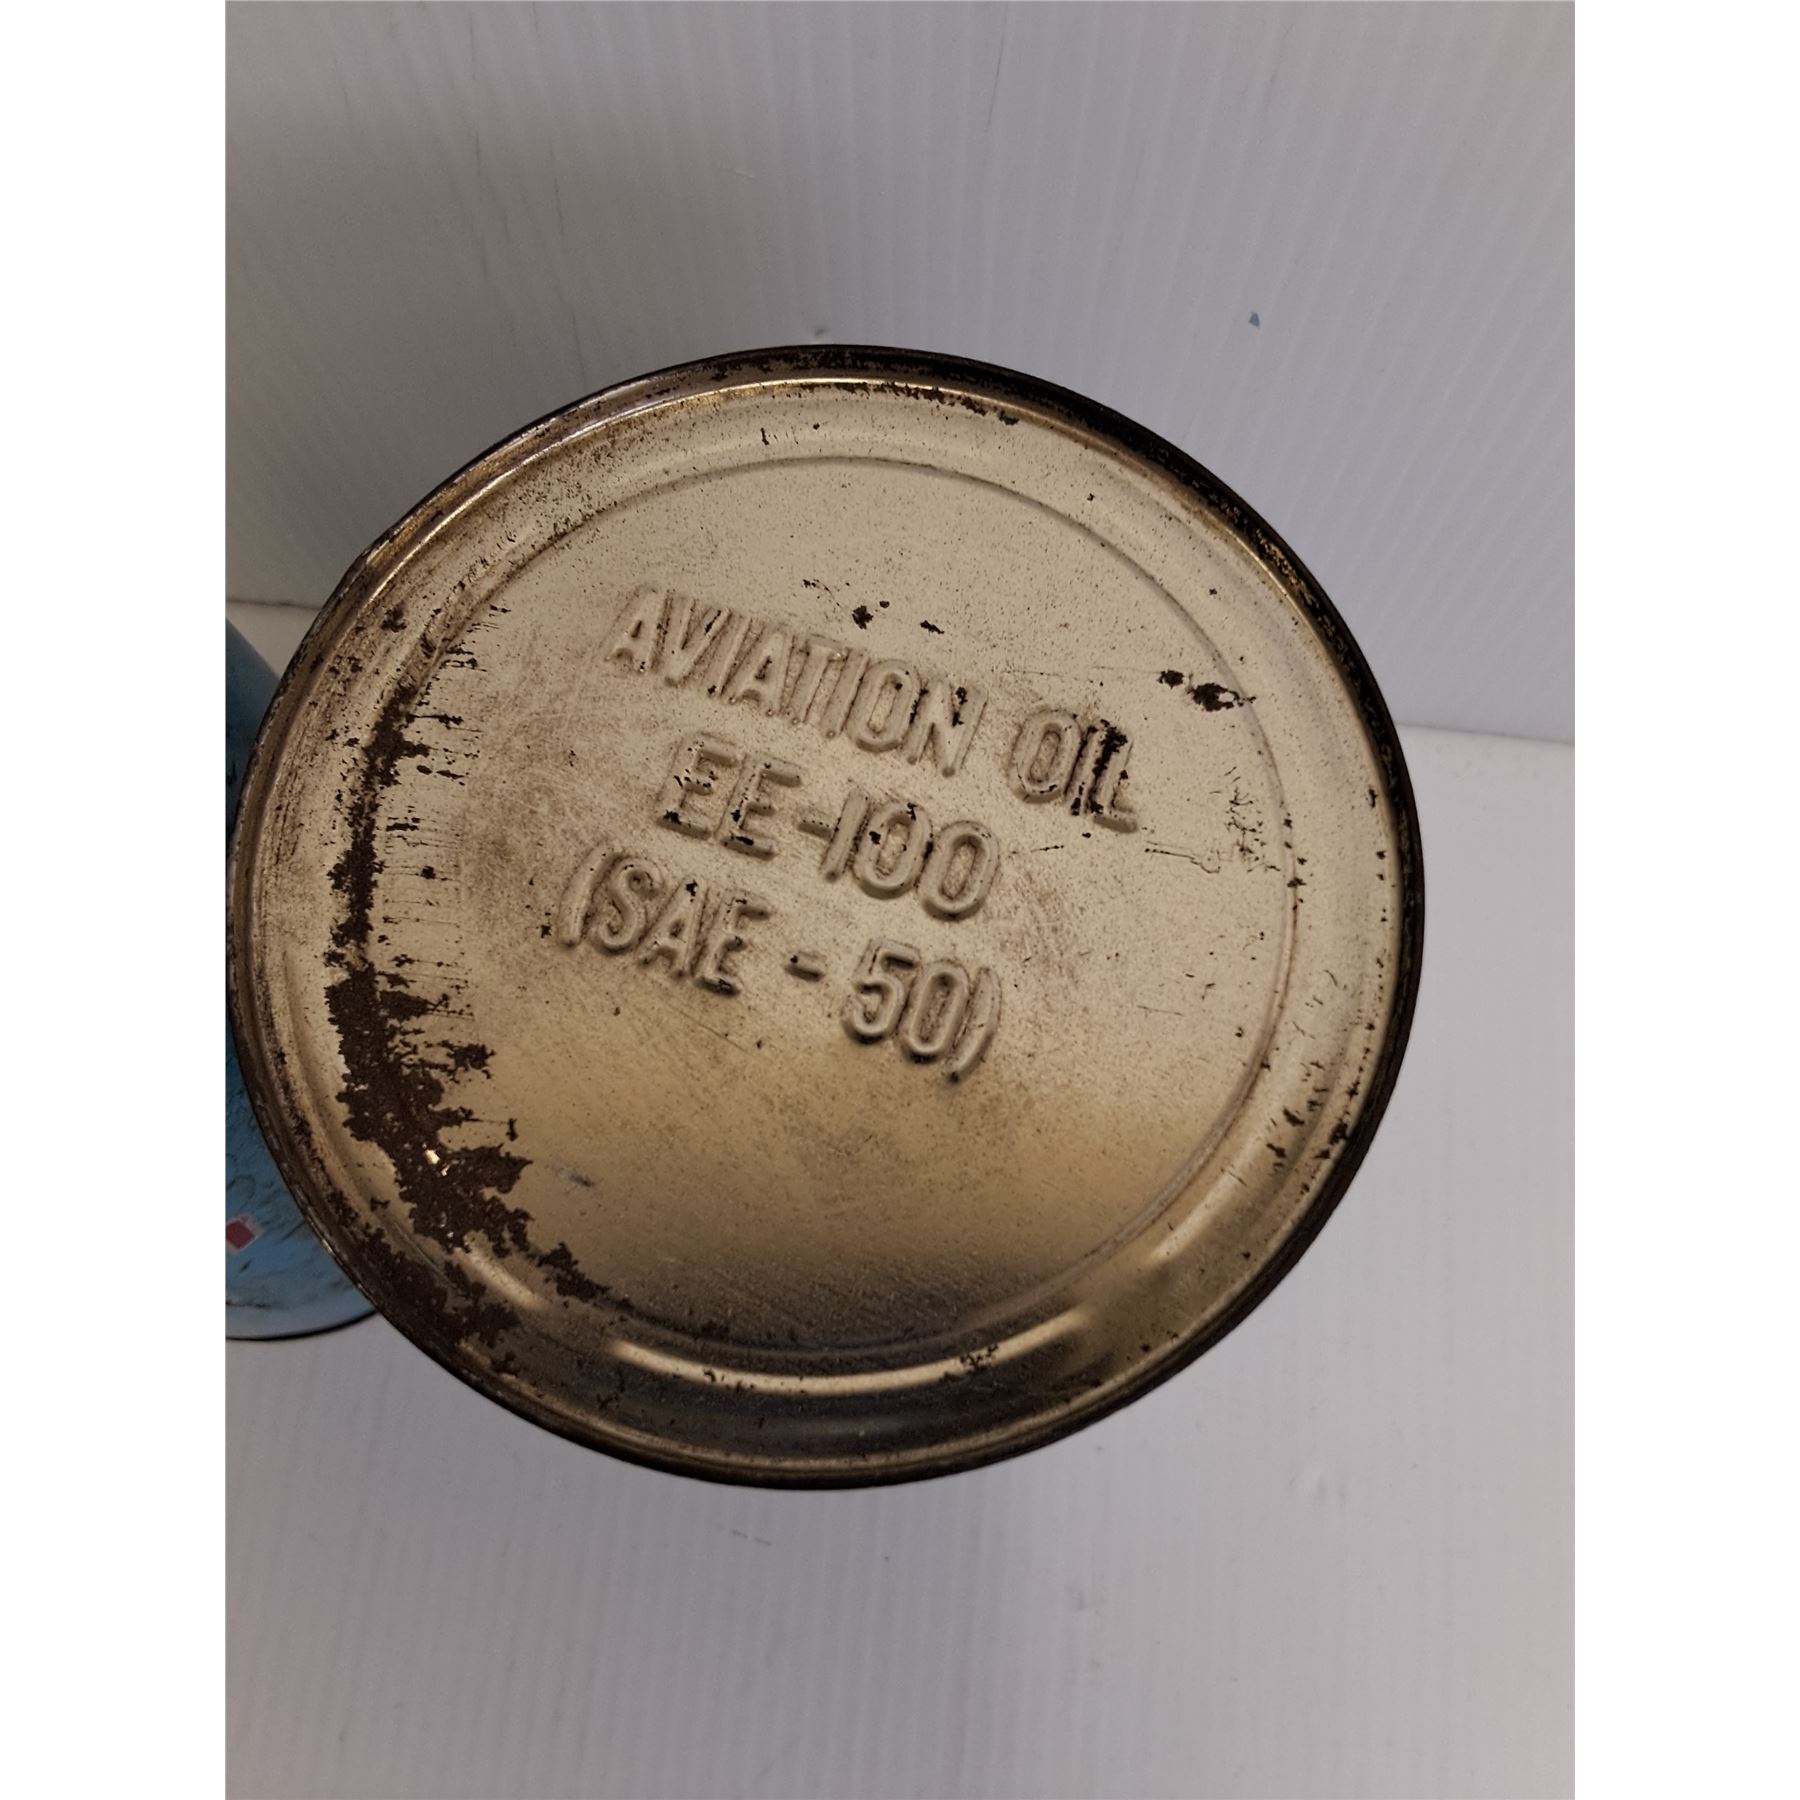 AVIATION OIL
EE-100
(SAE - 50)